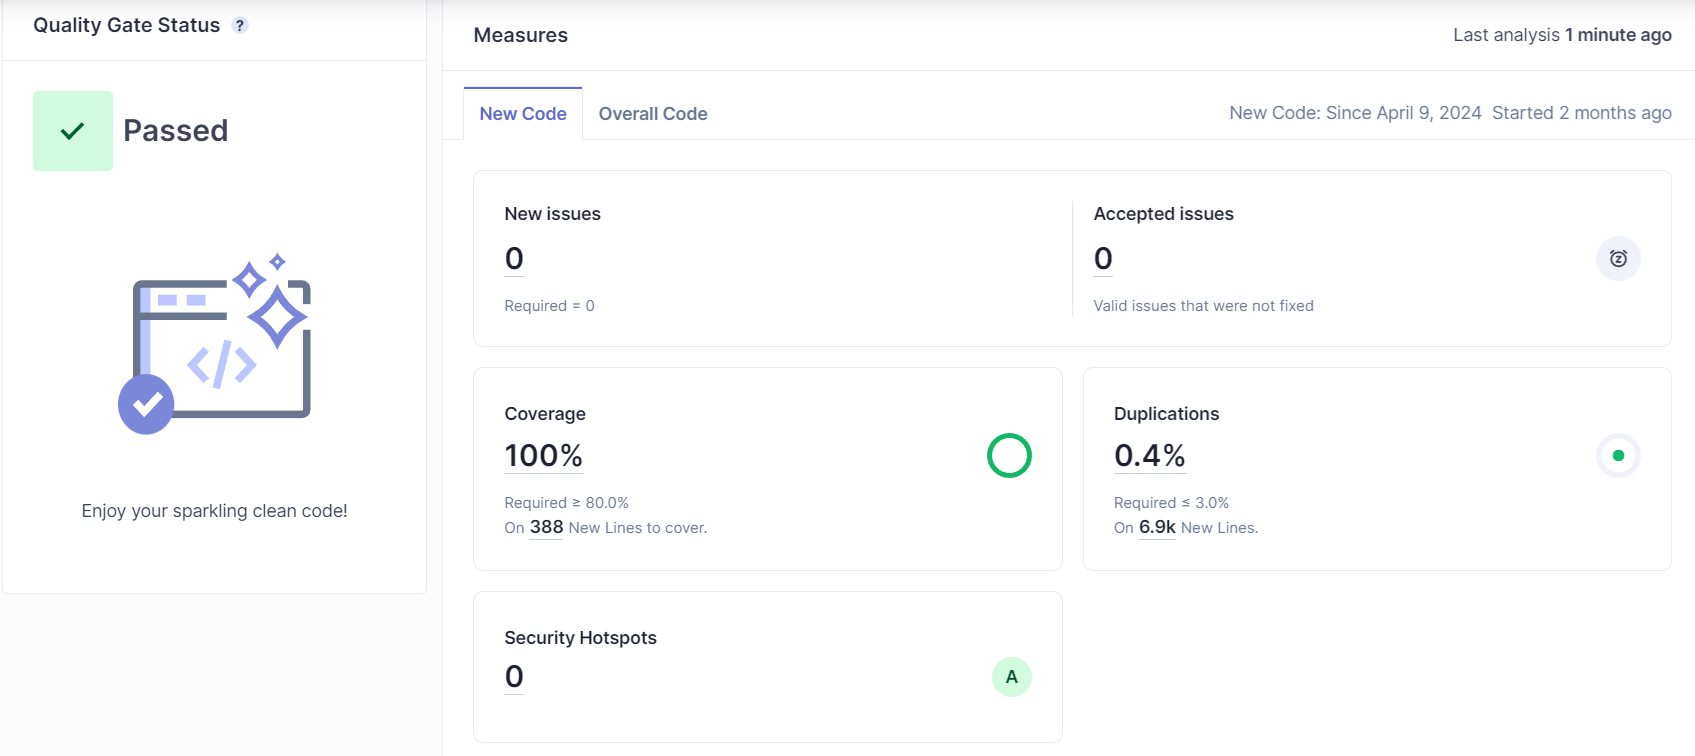 Quality Gate Status ?
Passed
Enjoy your sparkling clean code!
Measures
Last analysis 1 minute ago
New Code
Overall Code
New Code: Since April 9, 2024 Started 2 months ago
New issues
0
Required = 0
Accepted issues
0
Valid issues that were not fixed
Coverage
100%
Required ≥ 80.0%
On 388 New Lines to cover.
Duplications
0.4%
Required ≤ 3.0%
On 6.9k New Lines.
Security Hotspots
0
A